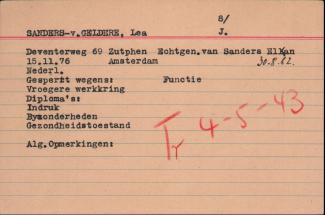 8/
SANDERS-v.GELDERE, Lea J.
Deventerweg 69 Zutphen Echtgen.van Sanders Elkan
15.11.76 Amsterdam 30.8.82.
Nederl.
Gesperrt wegens: Functie
Vroegere werkkring
Diploma's:
Indruk
Byzonderheden
Gezondheidstoestand
Alg.Opmerkingen:
Tr 4-5-43